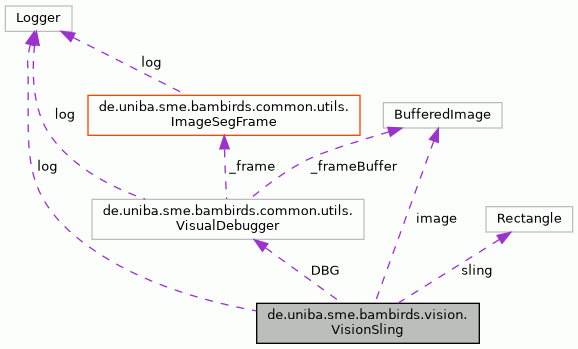 Logger
log
de.uniba.sme.bambirds.common.utils.
ImageSegFrame
BufferedImage
log
log
_frame
_frameBuffer
de.uniba.sme.bambirds.common.utils.
VisualDebugger
image
Rectangle
DBG
sling
de.uniba.sme.bambirds.vision.
VisionSling